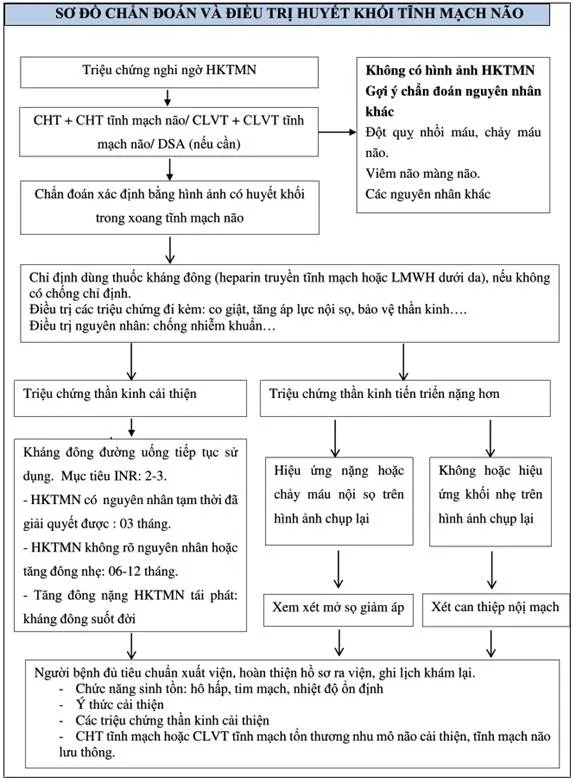 SƠ ĐỒ CHẨN ĐOÁN VÀ ĐIỀU TRỊ HUYẾT KHỐI TĨNH MẠCH NÃO
Triệu chứng nghi ngờ HKTMN
CHT + CHT tĩnh mạch não/ CLVT + CLVT tĩnh
mạch não/ DSA (nếu cần)
Không có hình ảnh HKTMN
Gợi ý chẩn đoán nguyên nhân
khác
Đột quỵ nhồi máu, chảy máu
não.
Viêm não màng não.
Các nguyên nhân khác
Chẩn đoán xác định bằng hình ảnh có huyết khối
trong xoang tĩnh mạch não
Chỉ định dùng thuốc kháng đông (heparin truyền tĩnh mạch hoặc LMWH dưới da), nếu không
có chống chỉ định.
Điều trị các triệu chứng đi kèm: co giật, tăng áp lực nội sọ, bảo vệ thần kinh….
Điều trị nguyên nhân: chống nhiễm khuẩn…
Triệu chứng thần kinh cải thiện
Triệu chứng thần kinh tiến triển nặng hơn
Kháng đông đường uống tiếp tục sử
dụng. Mục tiêu INR: 2-3.
- HKTMN có nguyên nhân tạm thời đã
giải quyết được : 03 tháng.
- HKTMN không rõ nguyên nhân hoặc
tăng đông nhẹ: 06-12 tháng.
- Tăng đông nặng HKTMN tái phát:
kháng đông suốt đời
Hiệu ứng nặng hoặc
chảy máu nội sọ trên
hình ảnh chụp lại
Không hoặc hiệu
ứng khối nhẹ trên
hình ảnh chụp lại
Xem xét mở sọ giảm áp
Xét can thiệp nội mạch
Người bệnh đủ tiêu chuẩn xuất viện, hoàn thiện hồ sơ ra viện, ghi lịch khám lại.
- Chức năng sinh tồn: hô hấp, tim mạch, nhiệt độ ổn định
- Ý thức cải thiện
- Các triệu chứng thần kinh cải thiện
- CHT tĩnh mạch hoặc CLVT tĩnh mạch tổn thương nhu mô não cải thiện, tĩnh mạch não
lưu thông.